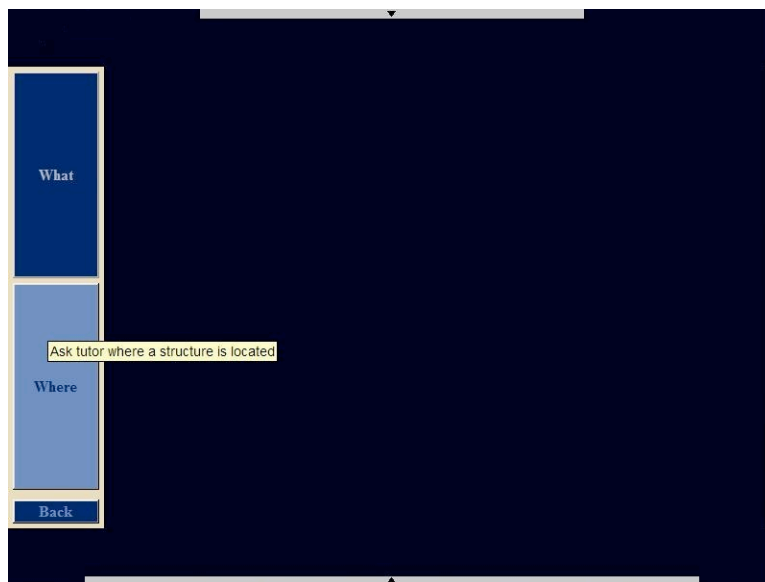 What
Ask tutor where a structure is located
Where
Back